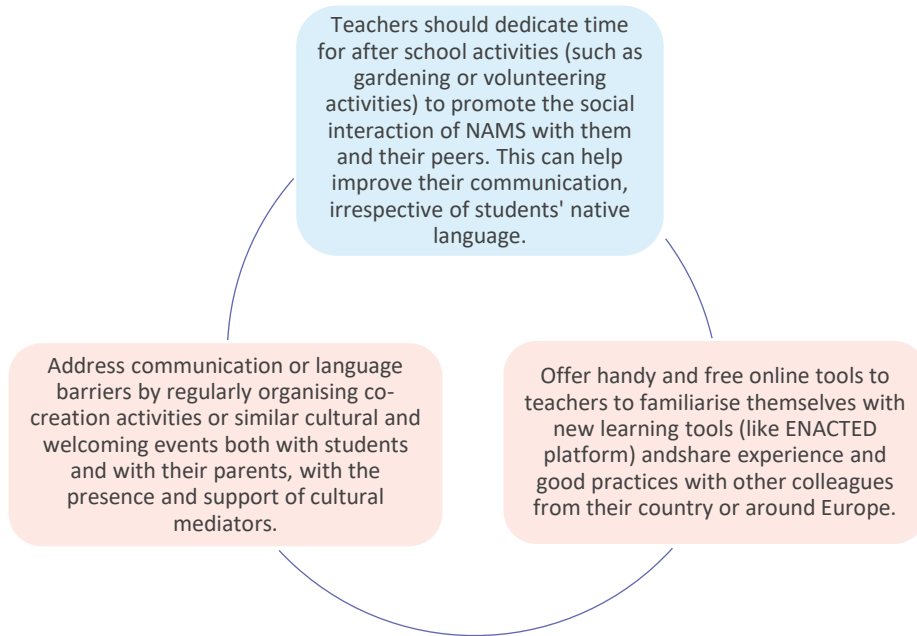 Teachers should dedicate time
for after school activities (such as
gardening or volunteering
activities) to promote the social
interaction of NAMS with them
and their peers. This can help
improve their communication,
irrespective of students' native
language.
Address communication or language
barriers by regularly organising co-
creation activities or similar cultural and
welcoming events both with students
and with their parents, with the
presence and support of cultural
mediators.
Offer handy and free online tools to
teachers to familiarise themselves with
new learning tools (like ENACTED
platform) andshare experience and
good practices with other colleagues
from their country or around Europe.